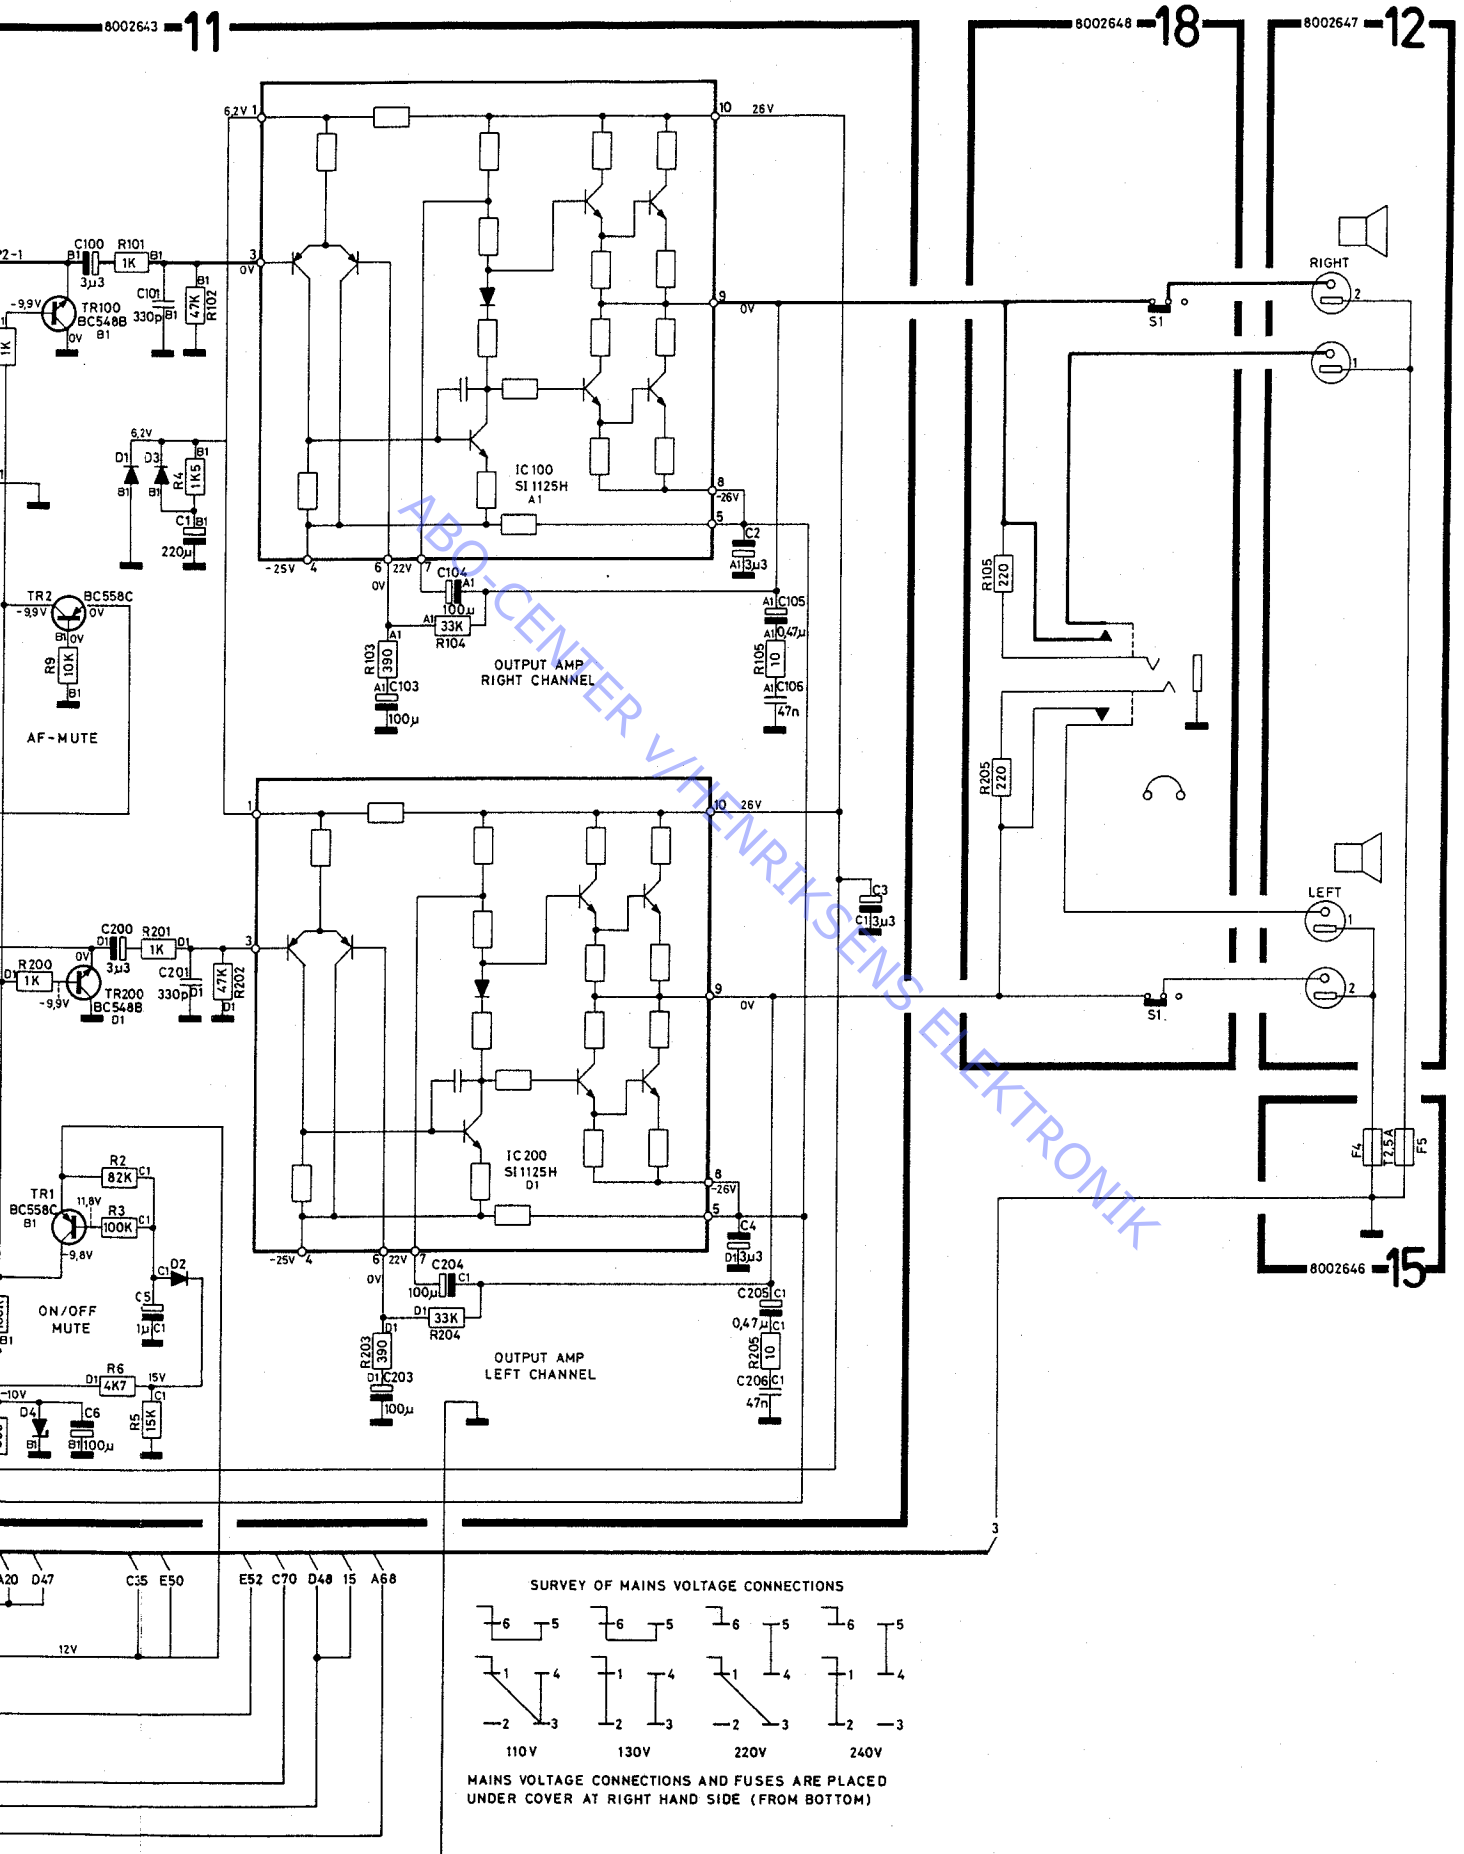 8002643 11
8002648 18
8002647 12
6,2V 1
10 26V
P2-1
C100
B1
3µ3
R101
1K
B1
3
0V
C101
330p
B1
B1
47K
R102
-9,9V
TR100
BC548B
B1
0V
1K
9
0V
S1
RIGHT
2
1
6,2V
D1
B1
D3
B1
R4
1K5
B1
C1
B1
220µ
IC100
SI1125H
A1
8
-26V
5
C2
A1 3µ3
-25V 4
6 22V 7
0V
C104
A1
100µ
A1
33K
R104
A1
R103
390
A1 C103
100µ
OUTPUT AMP
RIGHT CHANNEL
A1 C105
0,47µ
A1
R105
10
A1 C106
47n
R105
220
R205
220
TR2
-9,9V
BC558C
0V
B1 0V
R9
10K
B1
AF-MUTE
ABO-CENTER v/HENRIKSENS ELEKTRONIK
1
10 26V
C3
C1 3µ3
LEFT
1
2
R200
D1
1K
-9,9V
C200
D1
0V
3µ3
TR200
BC548B
D1
R201
1K
D1
C201
330p
D1
47K
R202
D1
3
9
0V
S1
IC200
SI1125H
D1
6
-26V
5
C4
D1 3µ3
F4
T2,5A
F5
8002646 15
R2
82K
C1
TR1
BC558C
B1
11,8V
R3
100K
C1
-9,8V
C1
D2
C5
1µ C1
ON/OFF
MUTE
B1
-25V 4
6 22V 7
0V
C204
C1
100µ
D1
33K
R204
D1
R203
390
D1 C203
100µ
OUTPUT AMP
LEFT CHANNEL
C205 C1
0,47µ
C1
R205
10
C206 C1
47n
R6
D1
4K7
15V
C1
R5
15K
-10V
D4
B1
C6
B1 100µ
3
A20 D47 C35 E50 E52 C70 D48 15 A68
12V
SURVEY OF MAINS VOLTAGE CONNECTIONS
6 5 6 5 6 5 6 5
1 4 1 4 1 4 1 4
2 3 2 3 2 3 2 3
110V 130V 220V 240V
MAINS VOLTAGE CONNECTIONS AND FUSES ARE PLACED
UNDER COVER AT RIGHT HAND SIDE (FROM BOTTOM)